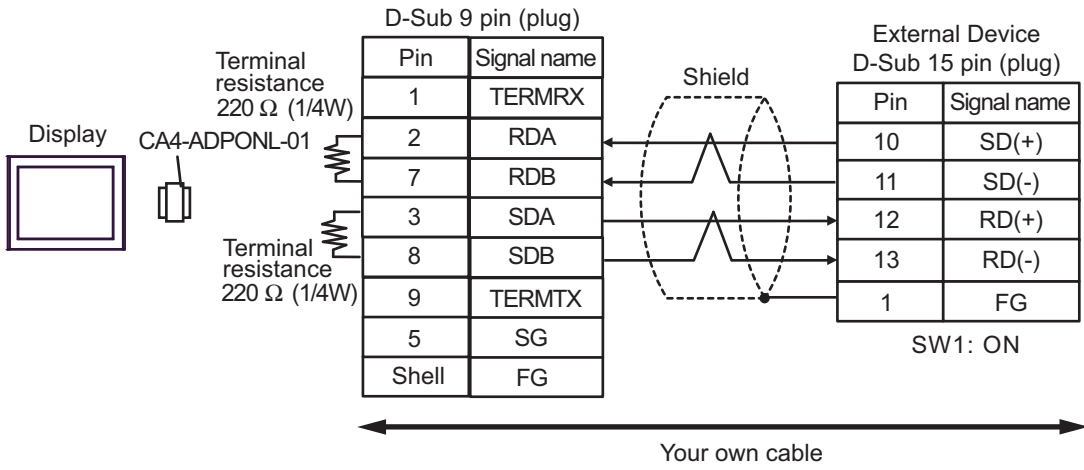 D-Sub 9 pin (plug)
External Device
D-Sub 15 pin (plug)
Terminal
resistance
220 Ω (1/4W)
Display
CA4-ADPONL-01
Terminal
resistance
220 Ω (1/4W)
Pin Signal name
1 TERMRX
2 RDA
7 RDB
3 SDA
8 SDB
9 TERMTX
5 SG
Shell FG
Shield
Pin Signal name
10 SD(+)
11 SD(-)
12 RD(+)
13 RD(-)
1 FG
SW1: ON
Your own cable